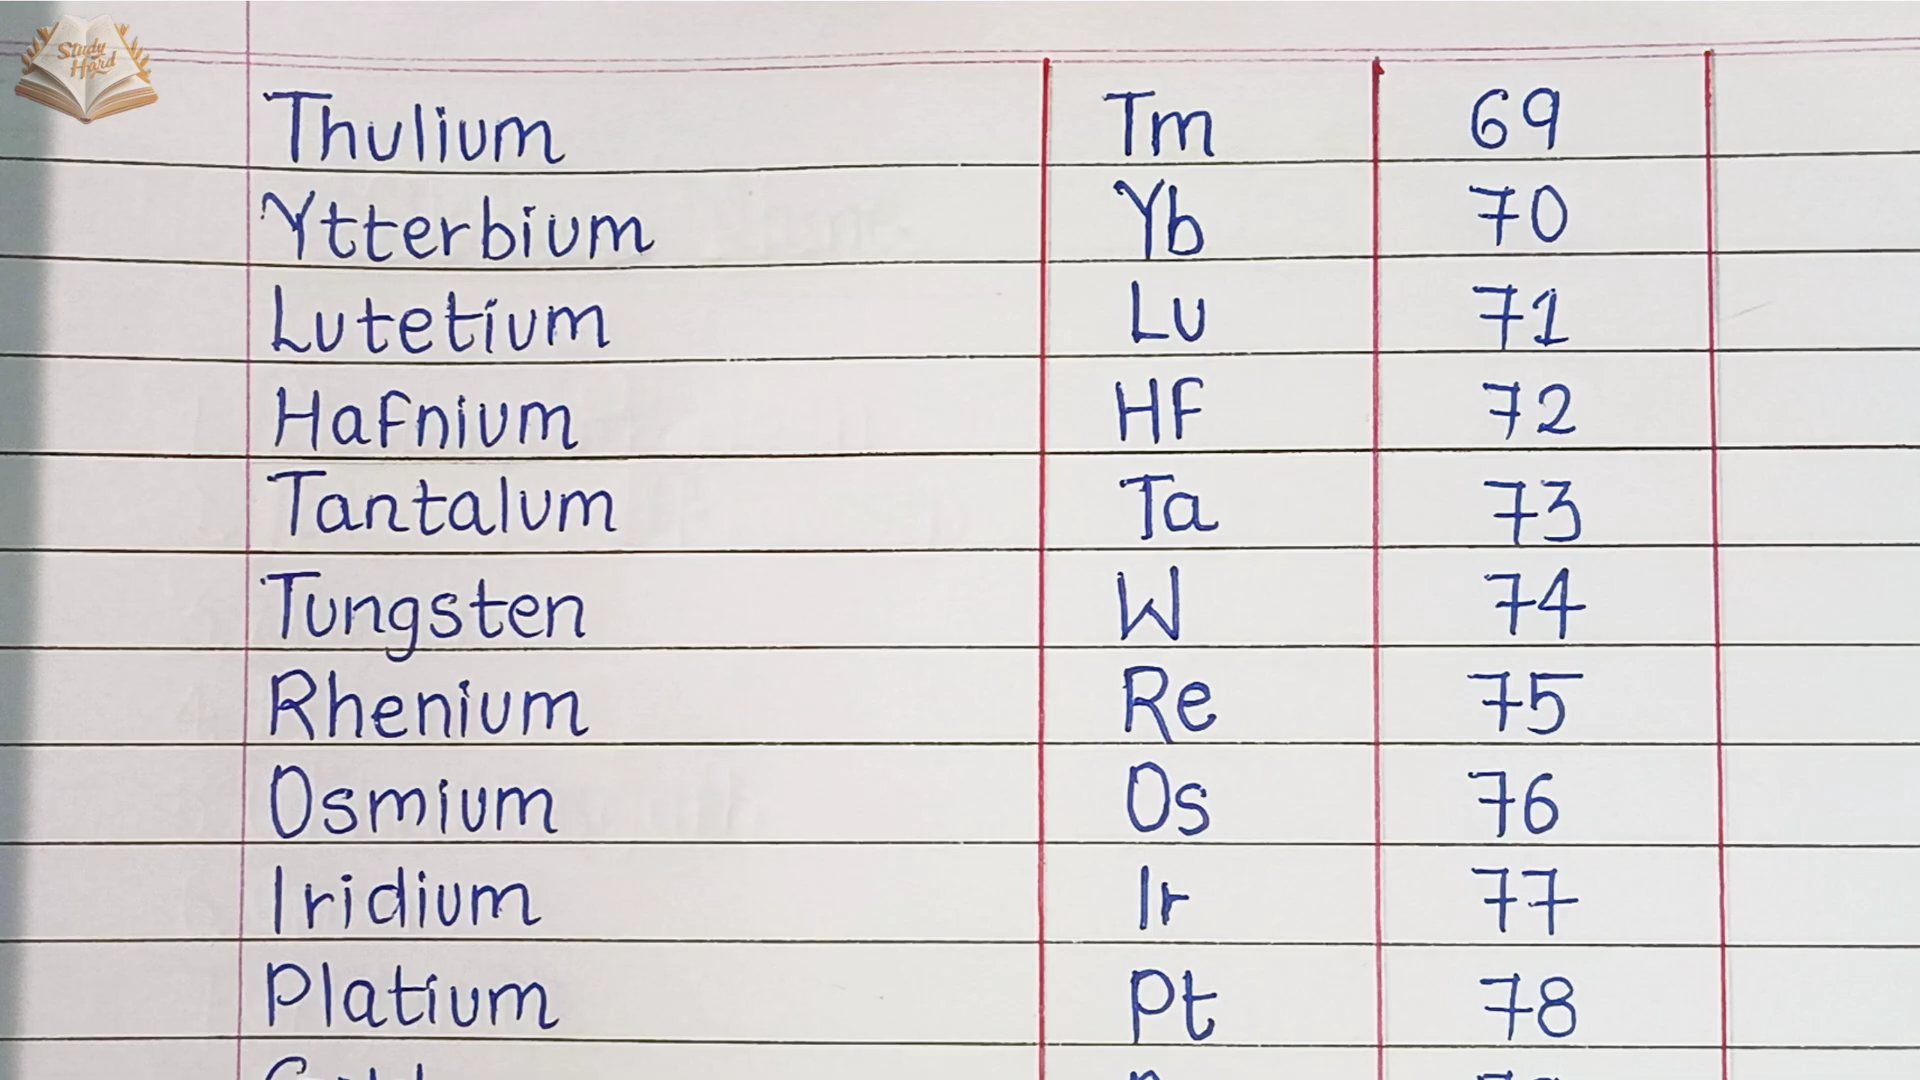 Study
Hard
Thulium Tm 69
Ytterbium Yb 70
Lutetium Lu 71
Hafnium Hf 72
Tantalum Ta 73
Tungsten W 74
Rhenium Re 75
Osmium Os 76
Iridium Ir 77
Platium Pt 78